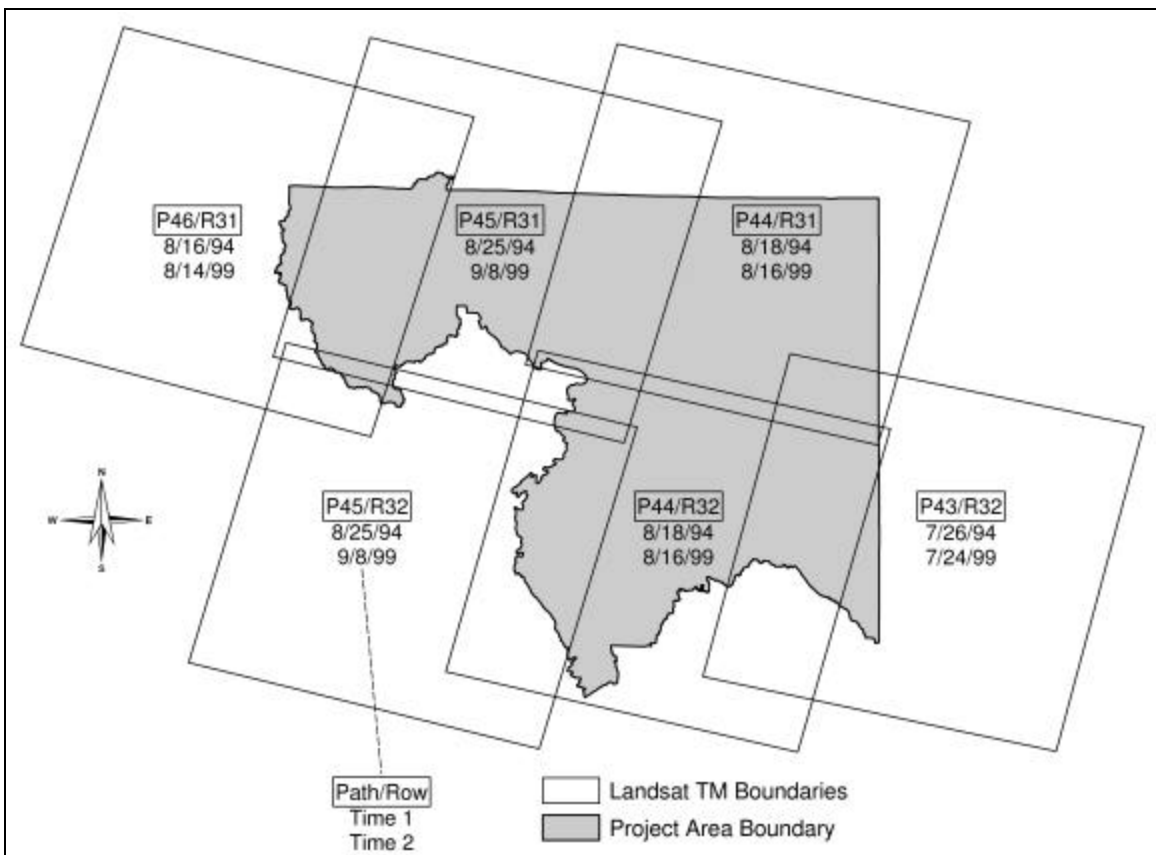 P46/R31
8/16/94
8/14/99
P45/R31
8/25/94
9/8/99
P44/R31
8/18/94
8/16/99
N
W
E
S
P45/R32
8/25/94
9/8/99
P44/R32
8/18/94
8/16/99
P43/R32
7/26/94
7/24/99
Path/Row
Time 1
Time 2
Landsat TM Boundaries
Project Area Boundary